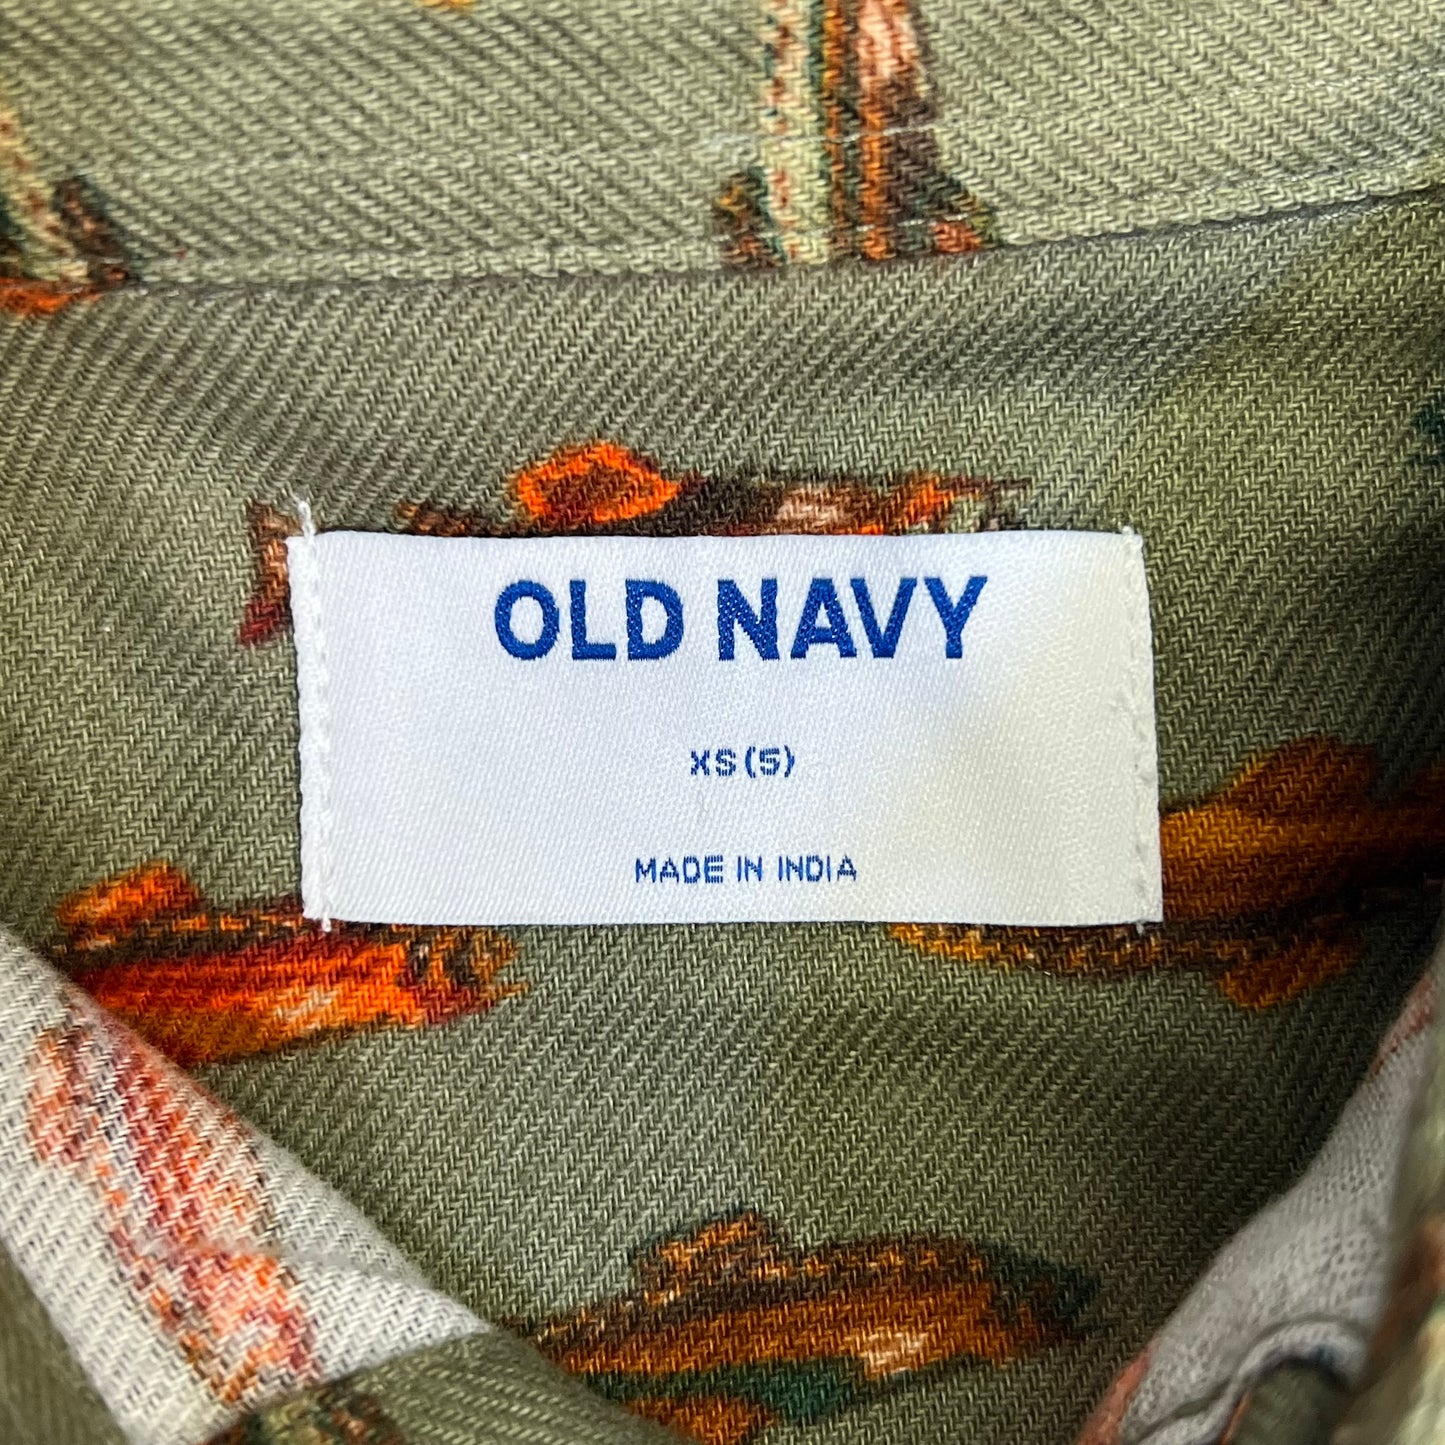 OLD NAVY
XS (5)
MADE IN INDIA